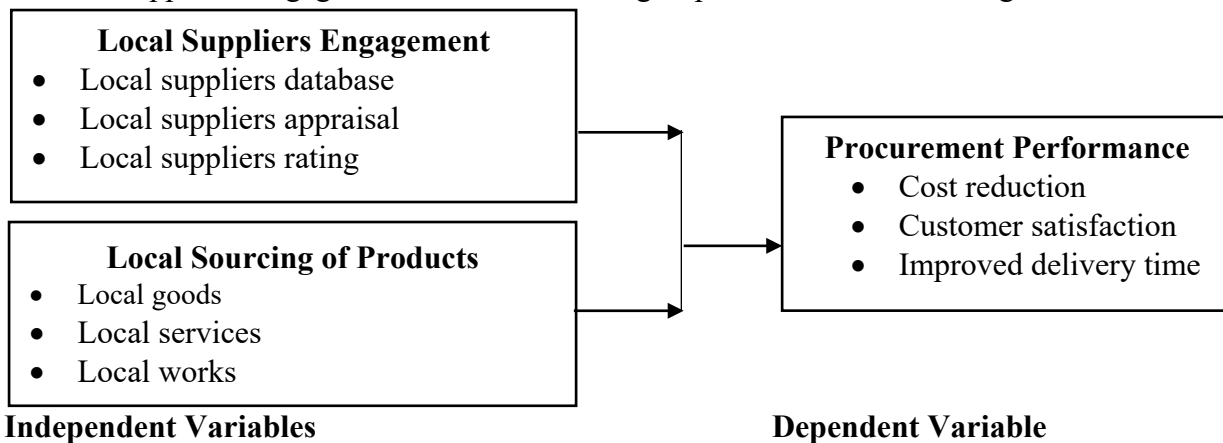 Local Suppliers Engagement
• Local suppliers database
• Local suppliers appraisal
• Local suppliers rating
Procurement Performance
• Cost reduction
• Customer satisfaction
• Improved delivery time
Local Sourcing of Products
• Local goods
• Local services
• Local works
Independent Variables
Dependent Variable